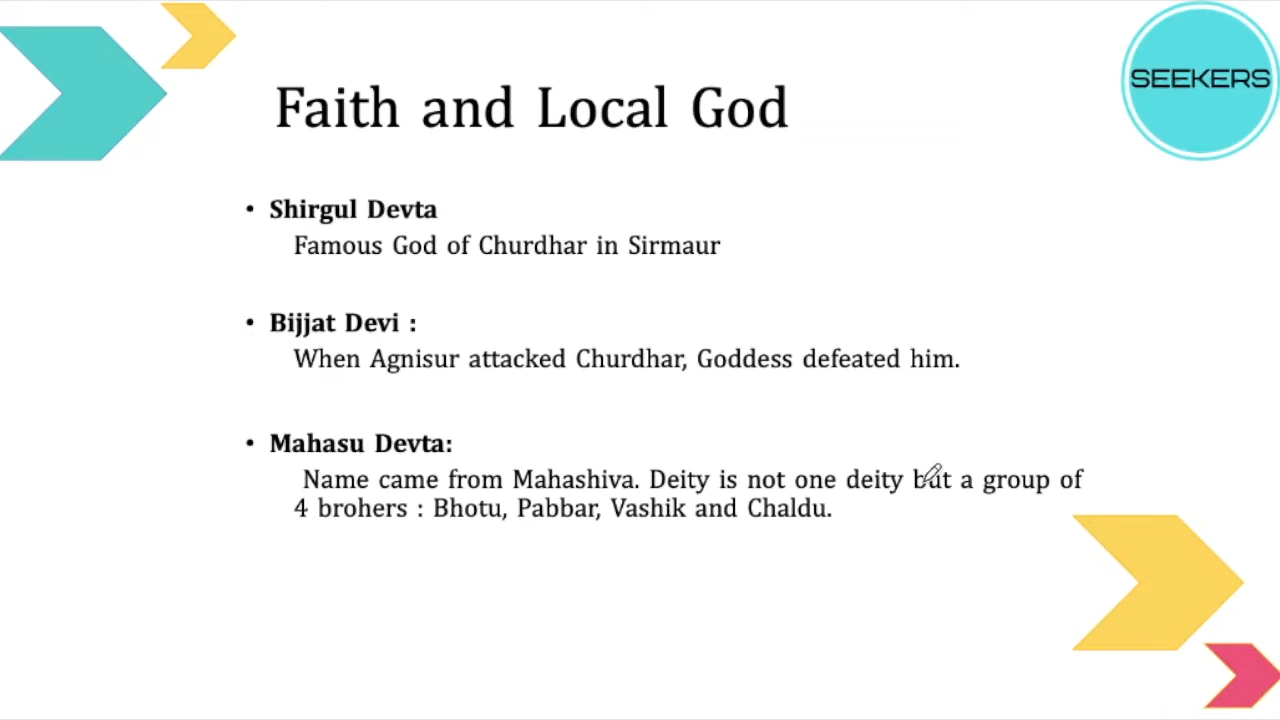 SEEKERS
Faith and Local God
• Shirgul Devta
Famous God of Churdhar in Sirmaur
• Bijjat Devi :
When Agnisur attacked Churdhar, Goddess defeated him.
• Mahasu Devta:
Name came from Mahashiva. Deity is not one deity but a group of
4 brohers : Bhotu, Pabbar, Vashik and Chaldu.